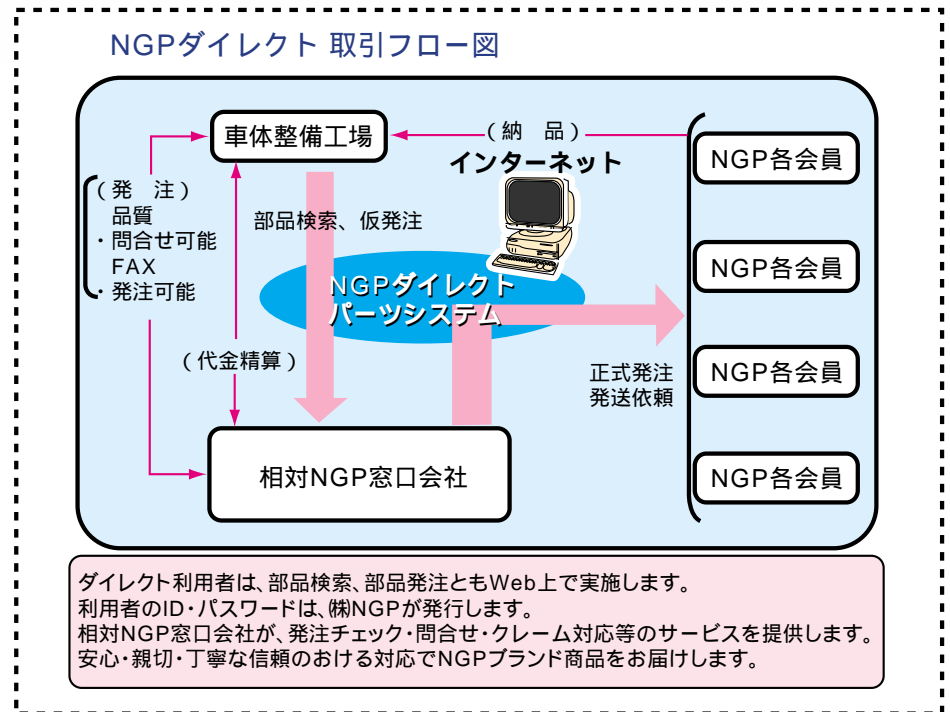 NGPダイレクト 取引フロー図
車体整備工場
（納　品）
インターネット
NGP各会員
（発　注）
品質
・問合せ可能
FAX
・発注可能
部品検索、仮発注
NGPダイレクト
パーツシステム
NGP各会員
（代金精算）
正式発注
発送依頼
NGP各会員
相対NGP窓口会社
NGP各会員
ダイレクト利用者は、部品検索、部品発注ともWeb上で実施します。
利用者のID・パスワードは、㈱NGPが発行します。
相対NGP窓口会社が、発注チェック・問合せ・クレーム対応等のサービスを提供します。
安心・親切・丁寧な信頼のおける対応でNGPブランド商品をお届けします。